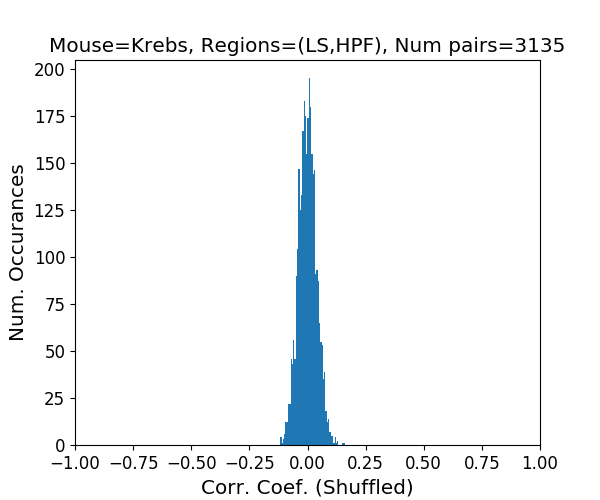 Mouse=Krebs, Regions=(LS,HPF), Num pairs=3135
200
175
150
125
100
75
50
25
0
Num. Occurances
−1.00 −0.75 −0.50 −0.25 0.00 0.25 0.50 0.75 1.00
Corr. Coef. (Shuffled)